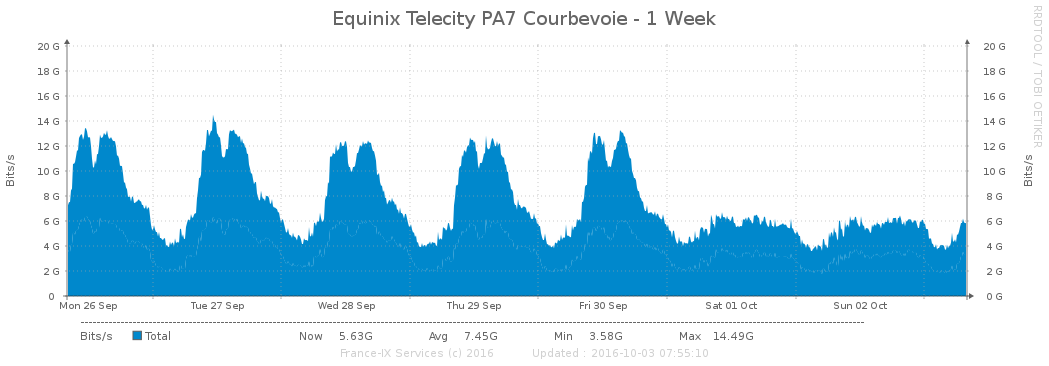 Equinix Telecity PA7 Courbevoie - 1 Week
RRDTOOL / TOBI OETIKER
Bits/s
20 G 20 G
18 G 18 G
16 G 16 G
14 G 14 G
12 G 12 G
10 G 10 G
8 G 8 G
6 G 6 G
4 G 4 G
2 G 2 G
0 0 G
Bits/s
Mon 26 Sep Tue 27 Sep Wed 28 Sep Thu 29 Sep Fri 30 Sep Sat 01 Oct Sun 02 Oct
Bits/s Total Now 5.63G Avg 7.45G Min 3.58G Max 14.49G
France-IX Services (c) 2016 Updated : 2016-10-03 07:55:10